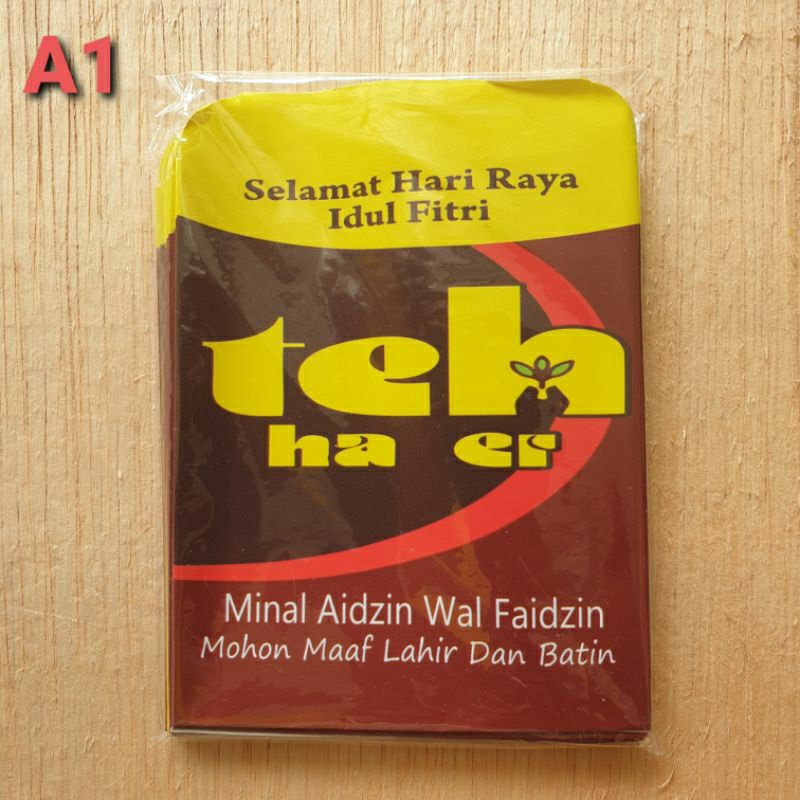 A1
Selamat Hari Raya
Idul Fitri
teh
ha er
Minal Aidzin Wal Faidzin
Mohon Maaf Lahir Dan Batin